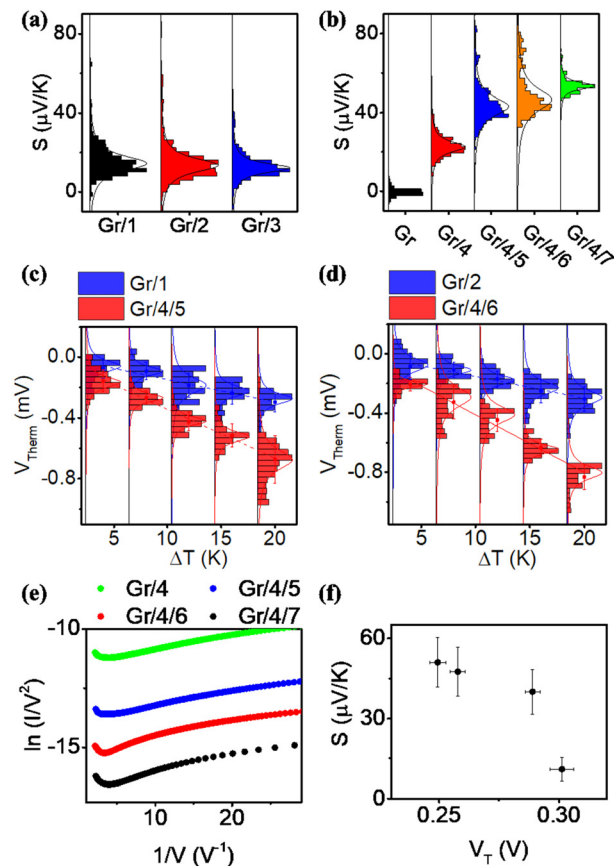 (a)
80
40
0
S (μV/K)
Gr/1
Gr/2
Gr/3
(b)
80
40
0
S (μV/K)
Gr
Gr/4
Gr/4/5
Gr/4/6
Gr/4/7
(c)
Gr/1
Gr/4/5
0.0
-0.4
-0.8
V_Therm (mV)
5 10 15 20
ΔT (K)
(d)
Gr/2
Gr/4/6
0.0
-0.4
-0.8
V_Therm (mV)
5 10 15 20
ΔT (K)
(e)
Gr/4 Gr/4/5
Gr/4/6 Gr/4/7
-10
-15
ln (I/V²)
10 20
1/V (V⁻¹)
(f)
60
30
0
S (μV/K)
0.25 0.30
V_T (V)